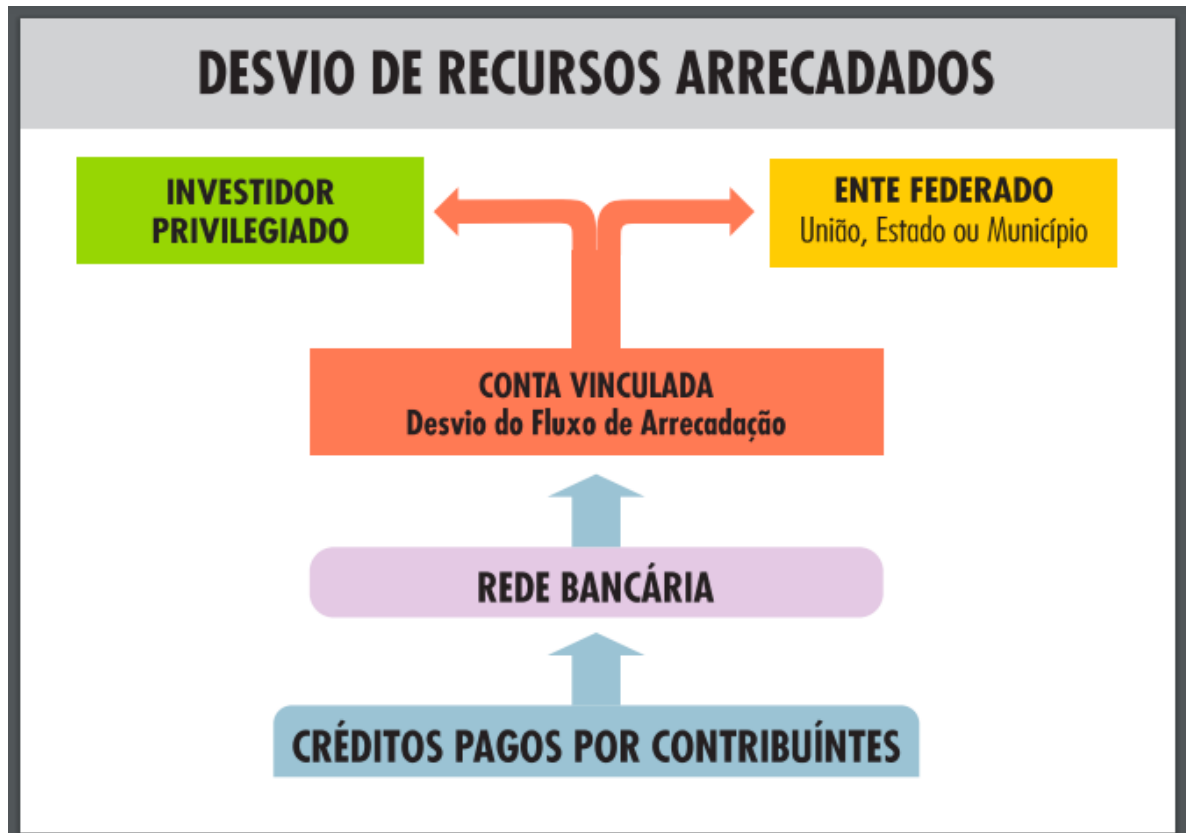 DESVIO DE RECURSOS ARRECADADOS
INVESTIDOR
PRIVILEGIADO
ENTE FEDERADO
União, Estado ou Município
CONTA VINCULADA
Desvio do Fluxo de Arrecadação
REDE BANCÁRIA
CRÉDITOS PAGOS POR CONTRIBUÍNTES